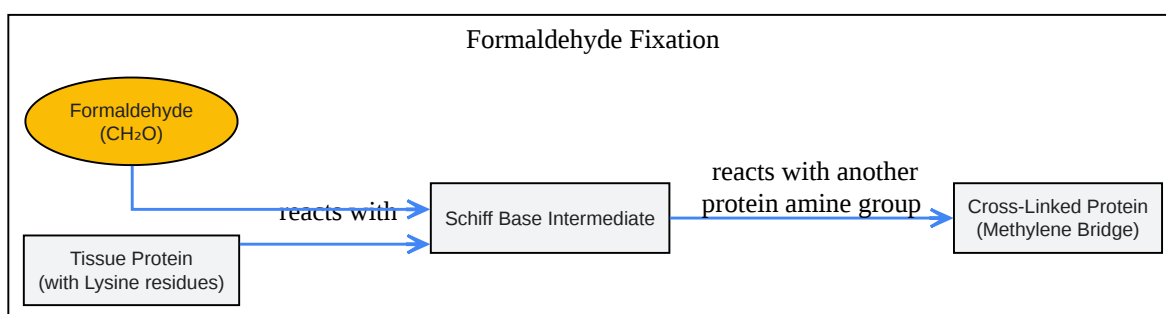 Formaldehyde Fixation
Formaldehyde
(CH₂O)
reacts with
Tissue Protein
(with Lysine residues)
Schiff Base Intermediate
reacts with another
protein amine group
Cross-Linked Protein
(Methylene Bridge)